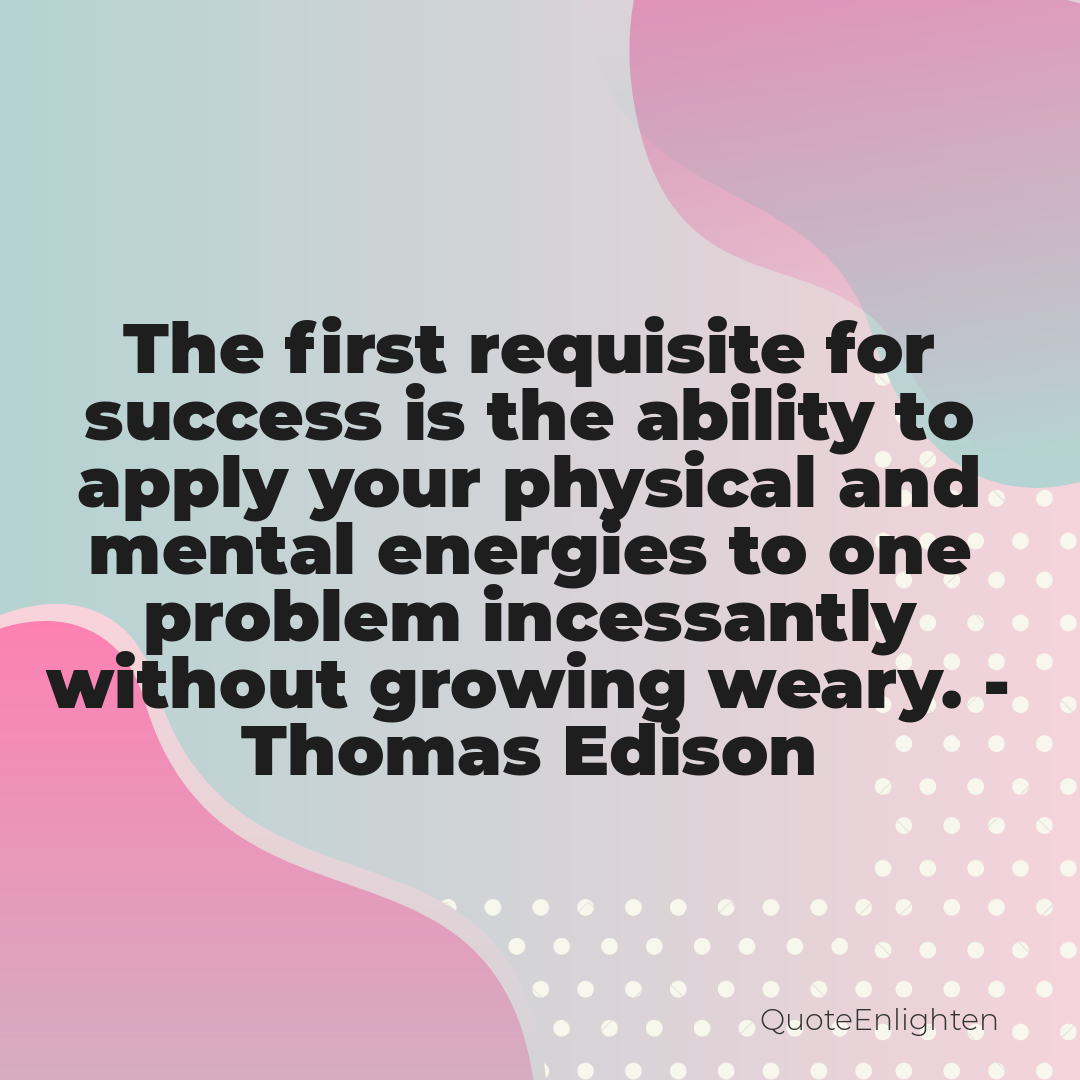 The first requisite for
success is the ability to
apply your physical and
mental energies to one
problem incessantly
without growing weary. -
Thomas Edison
QuoteEnlighten